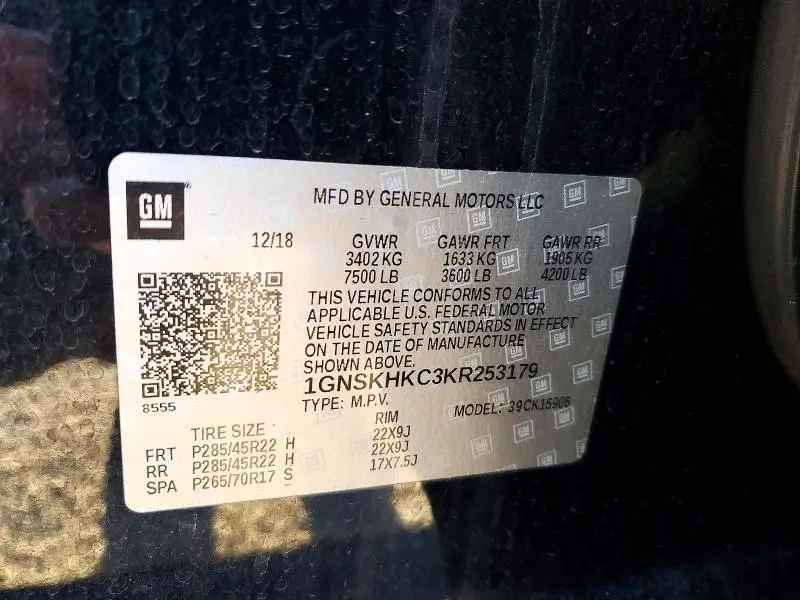 GM
MFD BY GENERAL MOTORS LLC
12/18 GVWR GAWR FRT GAWR RR
3402 KG 1633 KG 1905 KG
7500 LB 3600 LB 4200 LB
THIS VEHICLE CONFORMS TO ALL
APPLICABLE U.S. FEDERAL MOTOR
VEHICLE SAFETY STANDARDS IN EFFECT
ON THE DATE OF MANUFACTURE
SHOWN ABOVE.
1GNSKHKC3KR253179
8555
TYPE: M.P.V. MODEL: 39CK15906
TIRE SIZE RIM
FRT P285/45R22 H 22X9J
RR P285/45R22 H 22X9J
SPA P265/70R17 S 17X7.5J